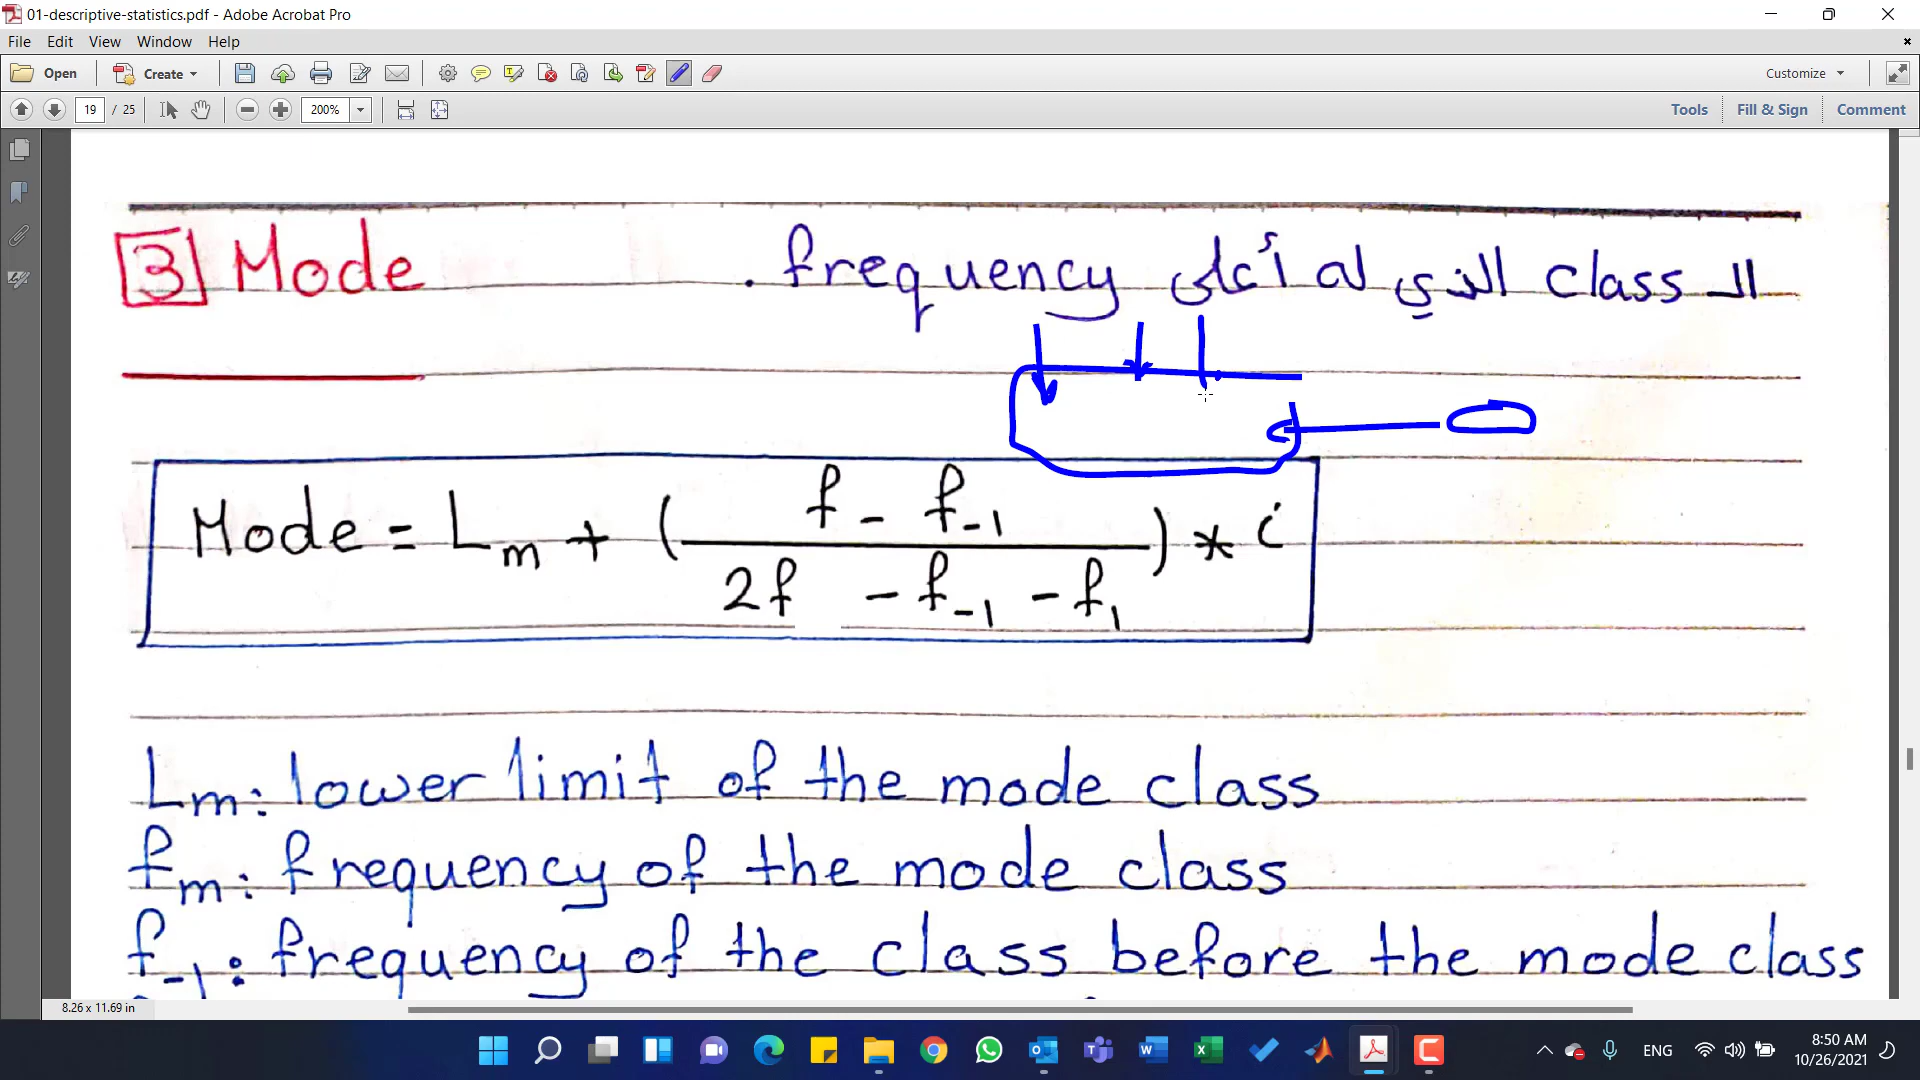 01-descriptive-statistics.pdf - Adobe Acrobat Pro
File Edit View Window Help
Open Create Customize
19 / 25 200% Tools Fill & Sign Comment
3 Mode
الـ class الذي له أعلى frequency .
Mode = Lm + ( f - f-1 / 2f - f-1 - f1 ) * i
Lm: lower limit of the mode class
fm: frequency of the mode class
f-1: frequency of the class before the mode class
8.26 x 11.69 in
ENG 8:50 AM
10/26/2021